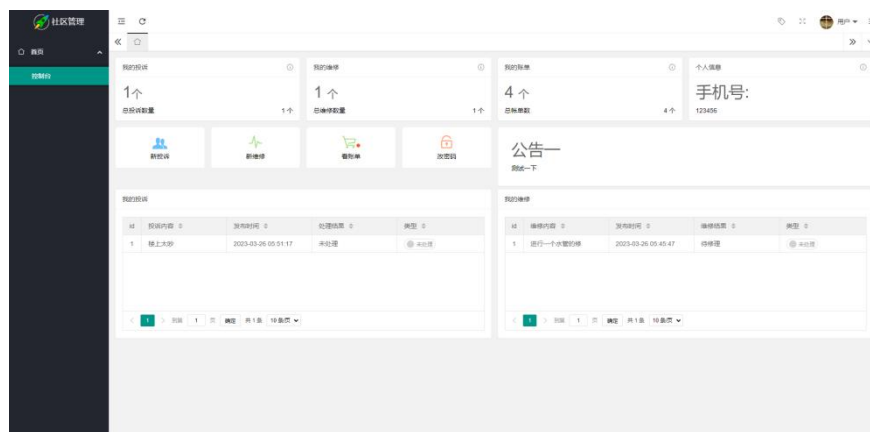 社区管理
用户
首页
控制台
我的投诉
1个
总投诉数量 1个
我的维修
1个
总维修数量 1个
我的账单
4个
总帐单数 4个
个人信息
手机号:
123456
新投诉
新维修
看账单
改密码
公告一
测试一下
我的投诉
id 投诉内容 发布时间 处理结果 类型
1 楼上太吵 2023-03-26 05:51:17 未处理 未处理
1 到第 1 页 确定 共1条 10条/页
我的维修
id 维修内容 发布时间 维修结果 类型
1 进行一个水管的修 2023-03-26 05:45:47 待修理 未处理
1 到第 1 页 确定 共1条 10条/页